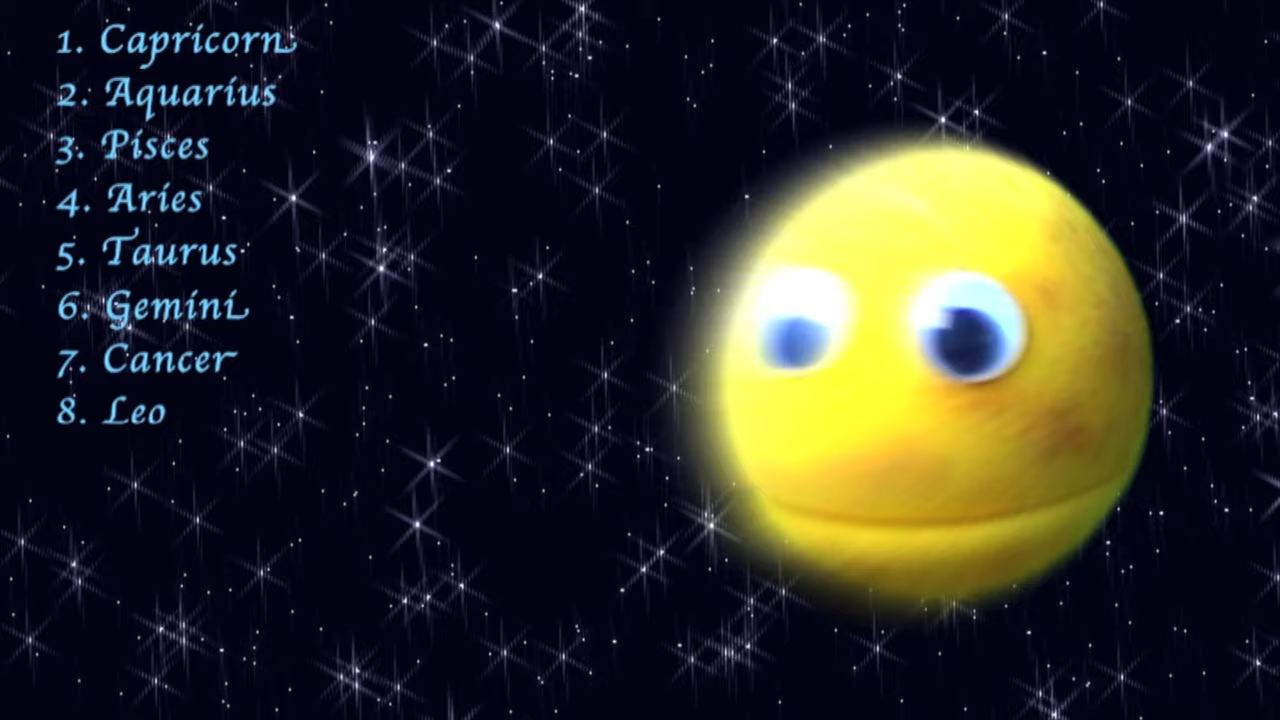 1. Capricorn
2. Aquarius
3. Pisces
4. Aries
5. Taurus
6. Gemini
7. Cancer
8. Leo